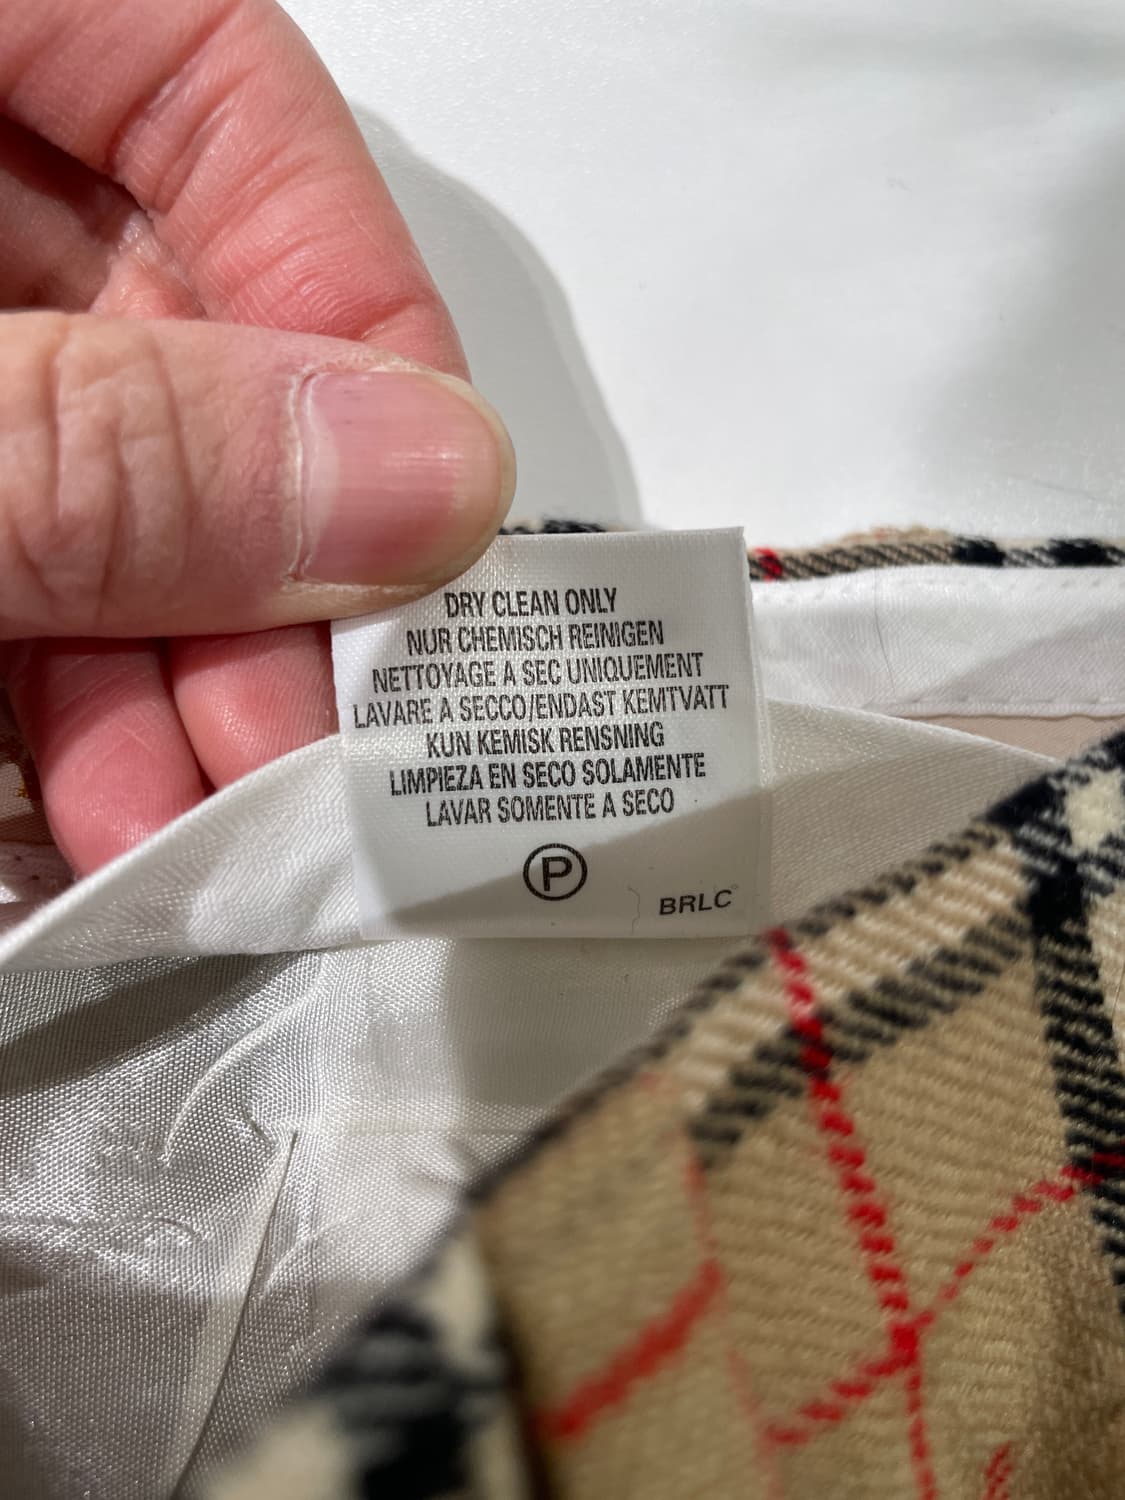 DRY CLEAN ONLY
NUR CHEMISCH REINIGEN
NETTOYAGE A SEC UNIQUEMENT
LAVARE A SECCO/ENDAST KEMTVATT
KUN KEMISK RENSNING
LIMPIEZA EN SECO SOLAMENTE
LAVAR SOMENTE A SECO
P
BRLC